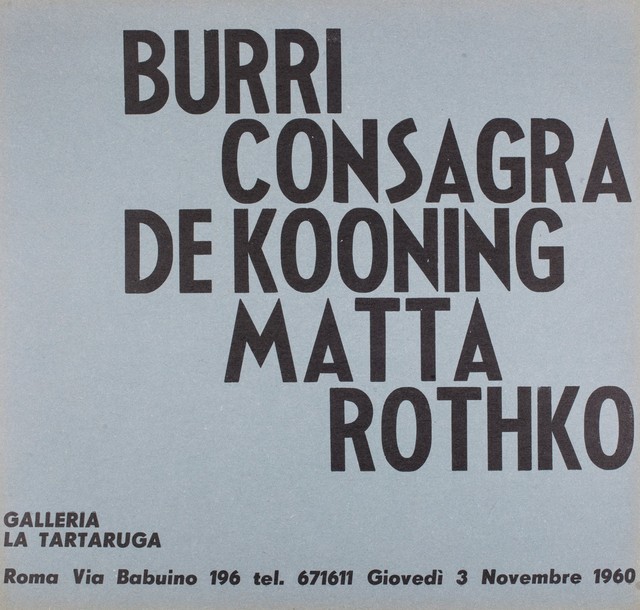 BURRI
CONSAGRA
DE KOONING
MATTA
ROTHKO
GALLERIA
LA TARTARUGA
Roma Via Babuino 196 tel. 671611 Giovedì 3 Novembre 1960